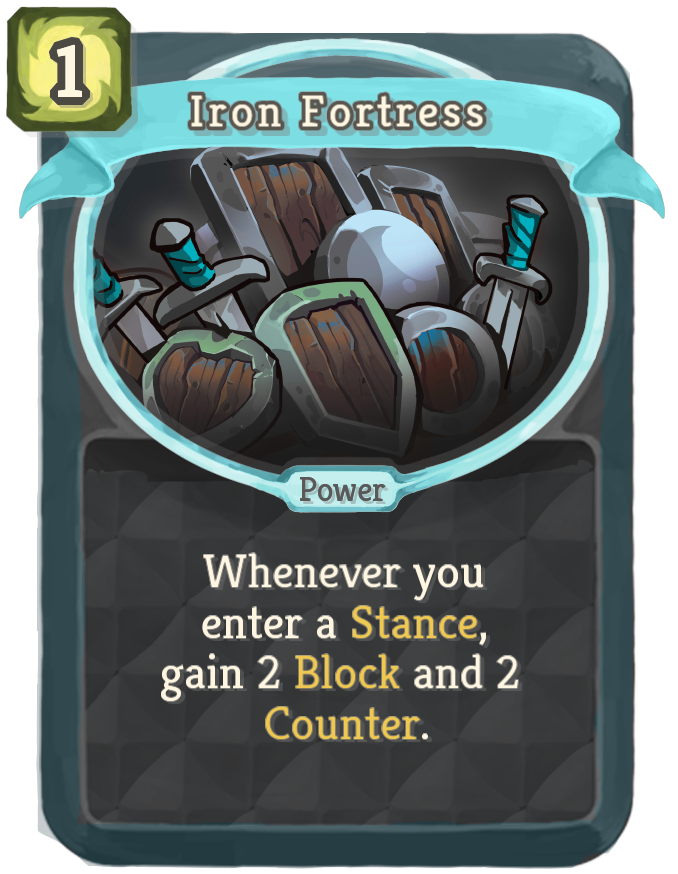 1
Iron Fortress
Power
Whenever you
enter a Stance,
gain 2 Block and 2
Counter.